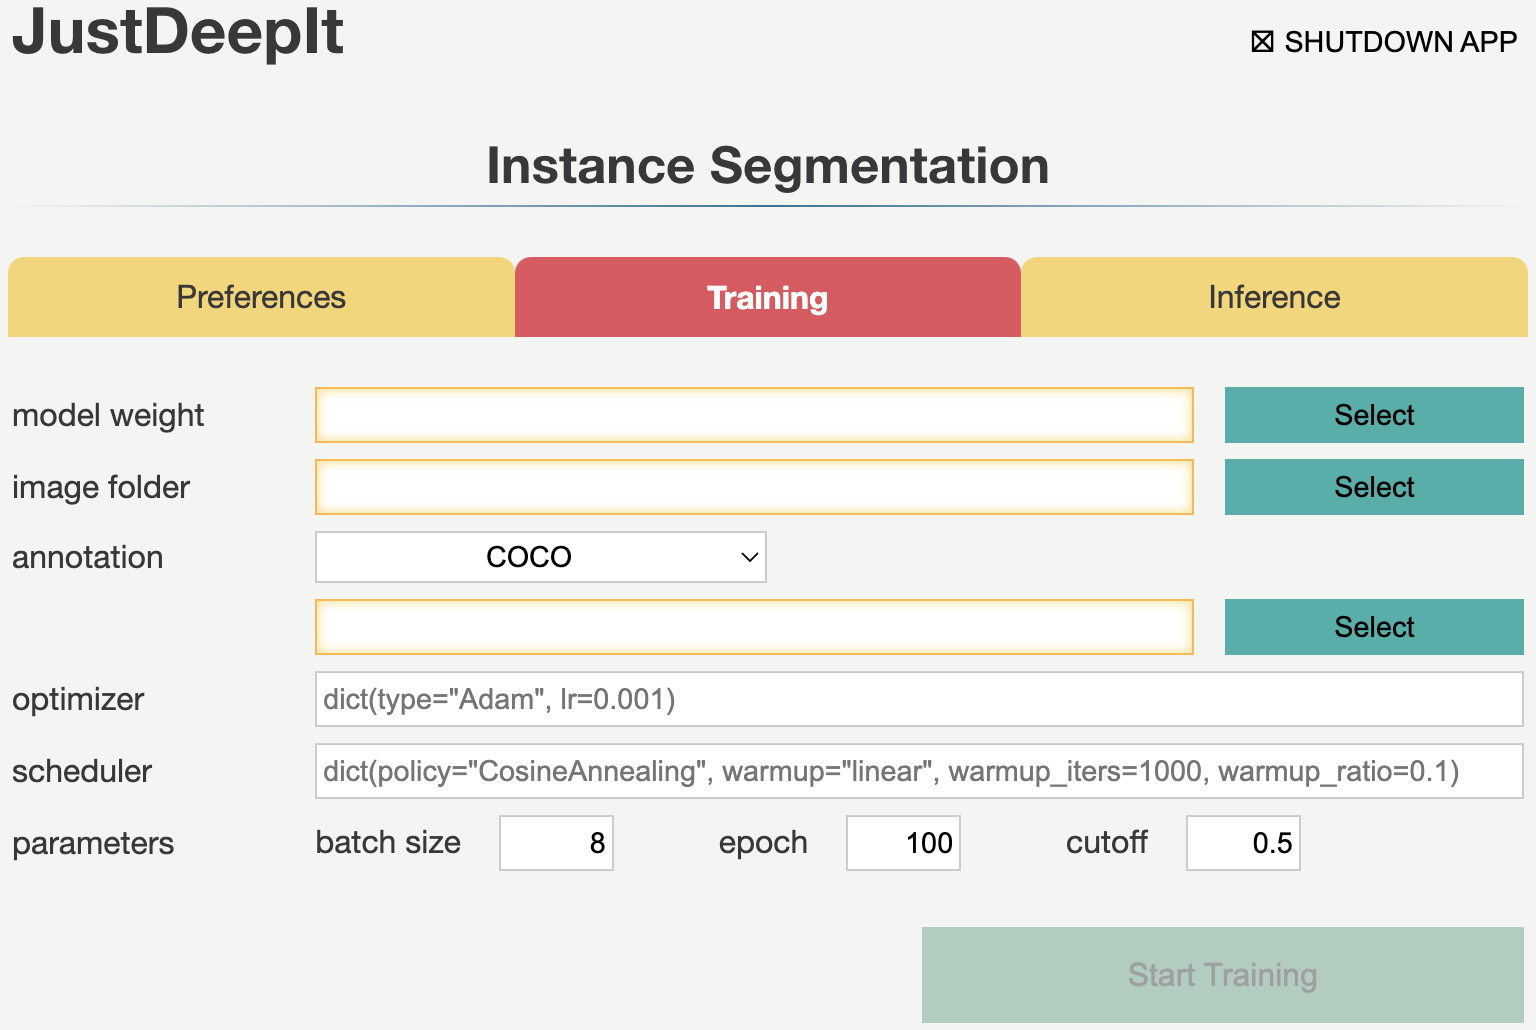 JustDeepIt
☒ SHUTDOWN APP
Instance Segmentation
Preferences Training Inference
model weight Select
image folder Select
annotation COCO
Select
optimizer dict(type="Adam", lr=0.001)
scheduler dict(policy="CosineAnnealing", warmup="linear", warmup_iters=1000, warmup_ratio=0.1)
parameters batch size 8 epoch 100 cutoff 0.5
Start Training